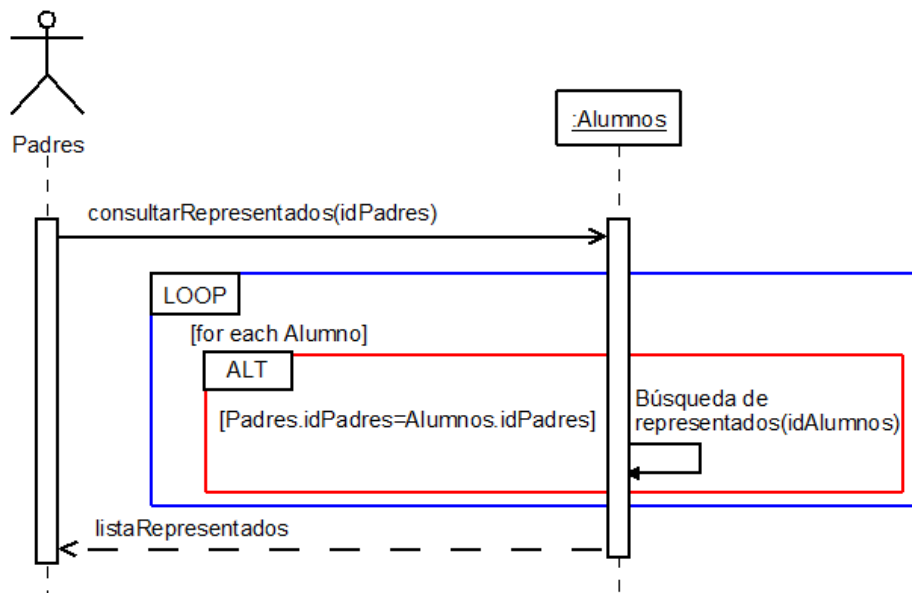 Padres
:Alumnos
consultarRepresentados(idPadres)
LOOP
[for each Alumno]
ALT
[Padres.idPadres=Alumnos.idPadres]
Búsqueda de
representados(idAlumnos)
listaRepresentados